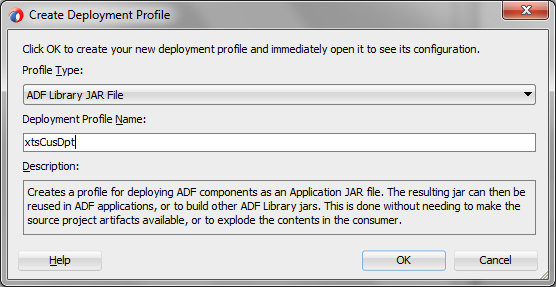 Create Deployment Profile
Click OK to create your new deployment profile and immediately open it to see its configuration.
Profile Type:
ADF Library JAR File
Deployment Profile Name:
xtsCusDpt
Description:
Creates a profile for deploying ADF components as an Application JAR file. The resulting jar can then be
reused in ADF applications, or to build other ADF Library jars. This is done without needing to make the
source project artifacts available, or to explode the contents in the consumer.
Help
OK
Cancel